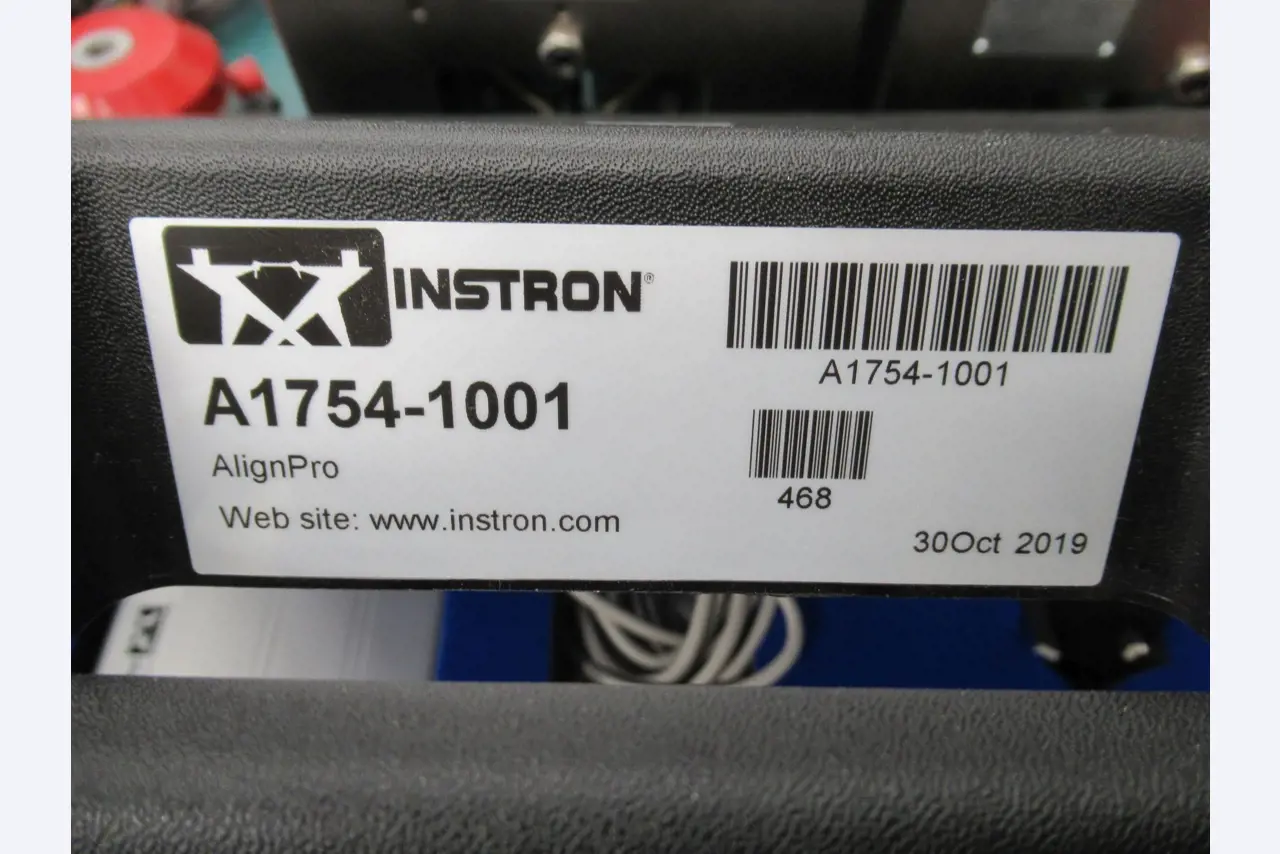 INSTRON®
A1754-1001
AlignPro
Web site: www.instron.com
A1754-1001
468
30Oct 2019